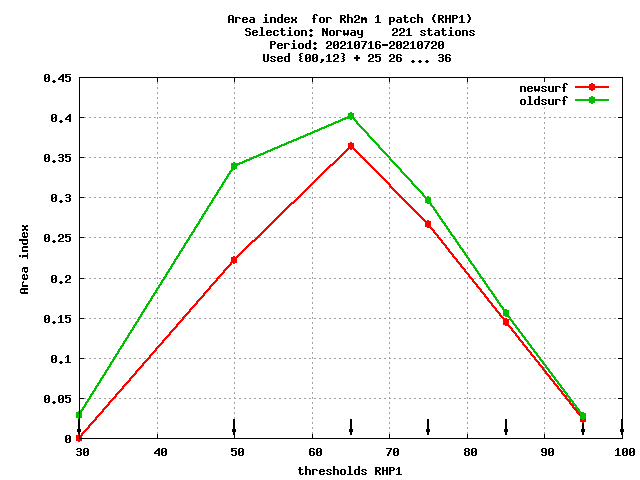 Area index  for Rh2m 1 patch (RHP1)
Selection: Norway    221 stations
Period: 20210716-20210720
Used {00,12} + 25 26 ... 36
newsurf
oldsurf
0.45
0.4
0.35
0.3
0.25
0.2
0.15
0.1
0.05
0
Area index
30 40 50 60 70 80 90 100
thresholds RHP1